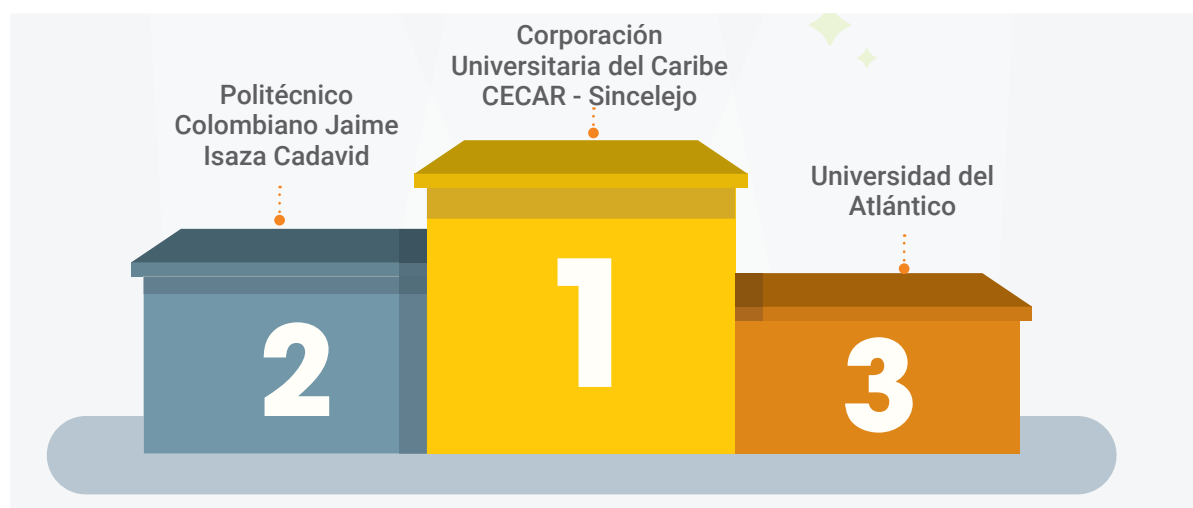 Corporación
Universitaria del Caribe
CECAR - Sincelejo
Politécnico
Colombiano Jaime
Isaza Cadavid
Universidad del
Atlántico
1
2
3